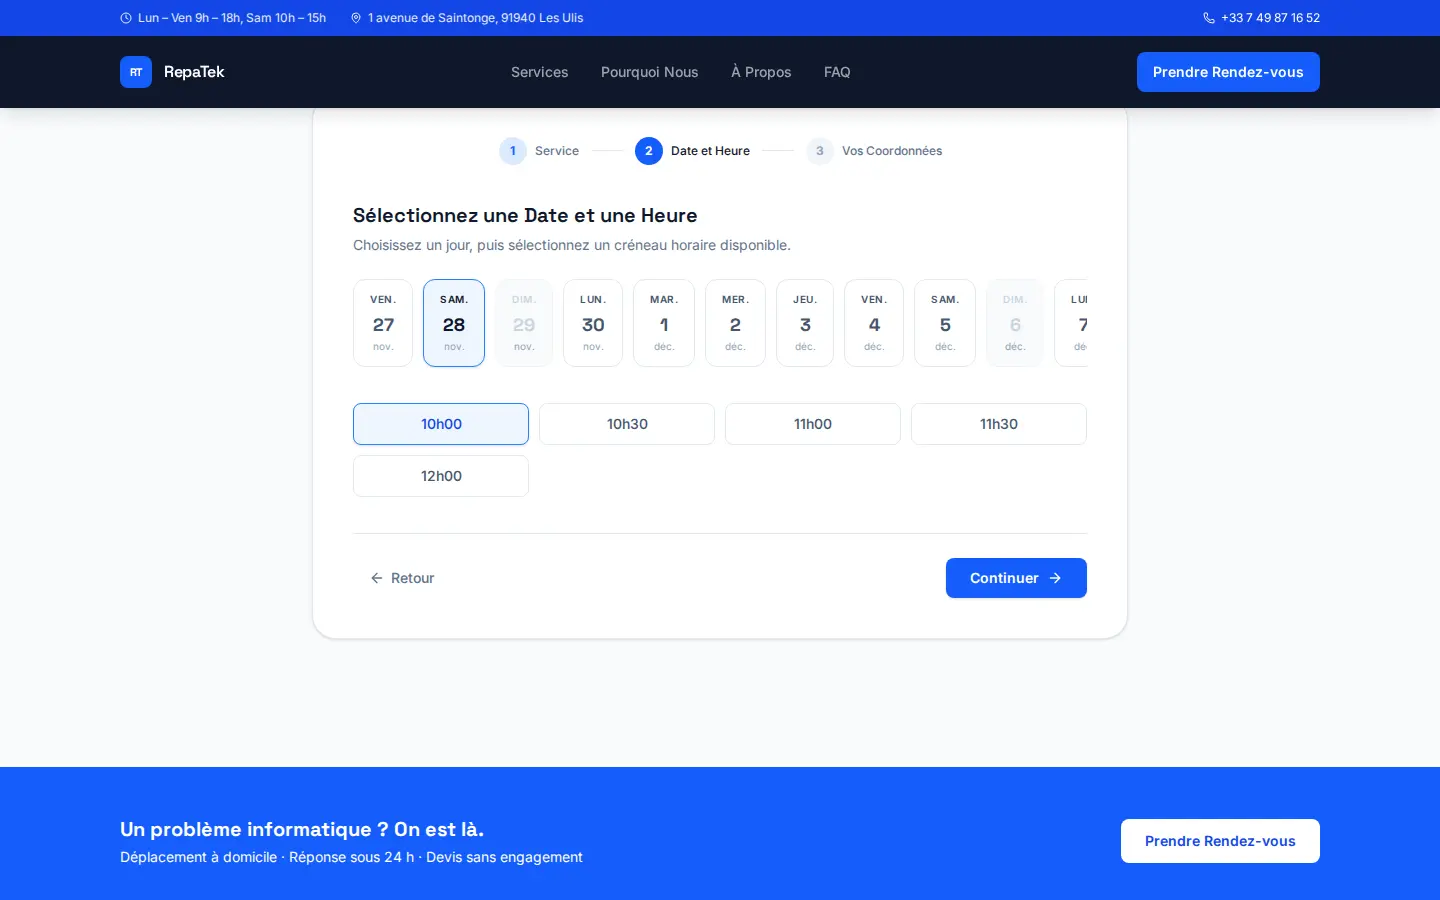 Lun – Ven 9h – 18h, Sam 10h – 15h
1 avenue de Saintonge, 91940 Les Ulis
+33 7 49 87 16 52
RT
RepaTek
Services
Pourquoi Nous
À Propos
FAQ
Prendre Rendez-vous
1 Service
2 Date et Heure
3 Vos Coordonnées
Sélectionnez une Date et une Heure
Choisissez un jour, puis sélectionnez un créneau horaire disponible.
VEN. 27 nov.
SAM. 28 nov.
DIM. 29 nov.
LUN. 30 nov.
MAR. 1 déc.
MER. 2 déc.
JEU. 3 déc.
VEN. 4 déc.
SAM. 5 déc.
DIM. 6 déc.
7
10h00
10h30
11h00
11h30
12h00
Retour
Continuer
Un problème informatique ? On est là.
Déplacement à domicile · Réponse sous 24 h · Devis sans engagement
Prendre Rendez-vous